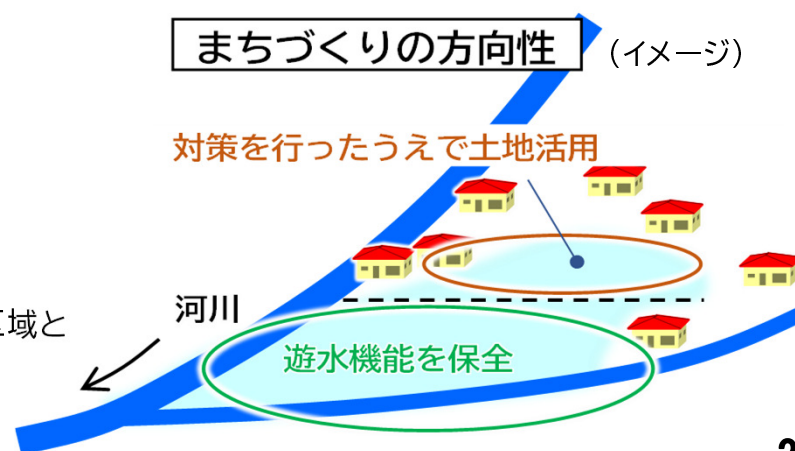 まちづくりの方向性
(イメージ)
対策を行ったうえで土地活用
河川
域と
遊水機能を保全